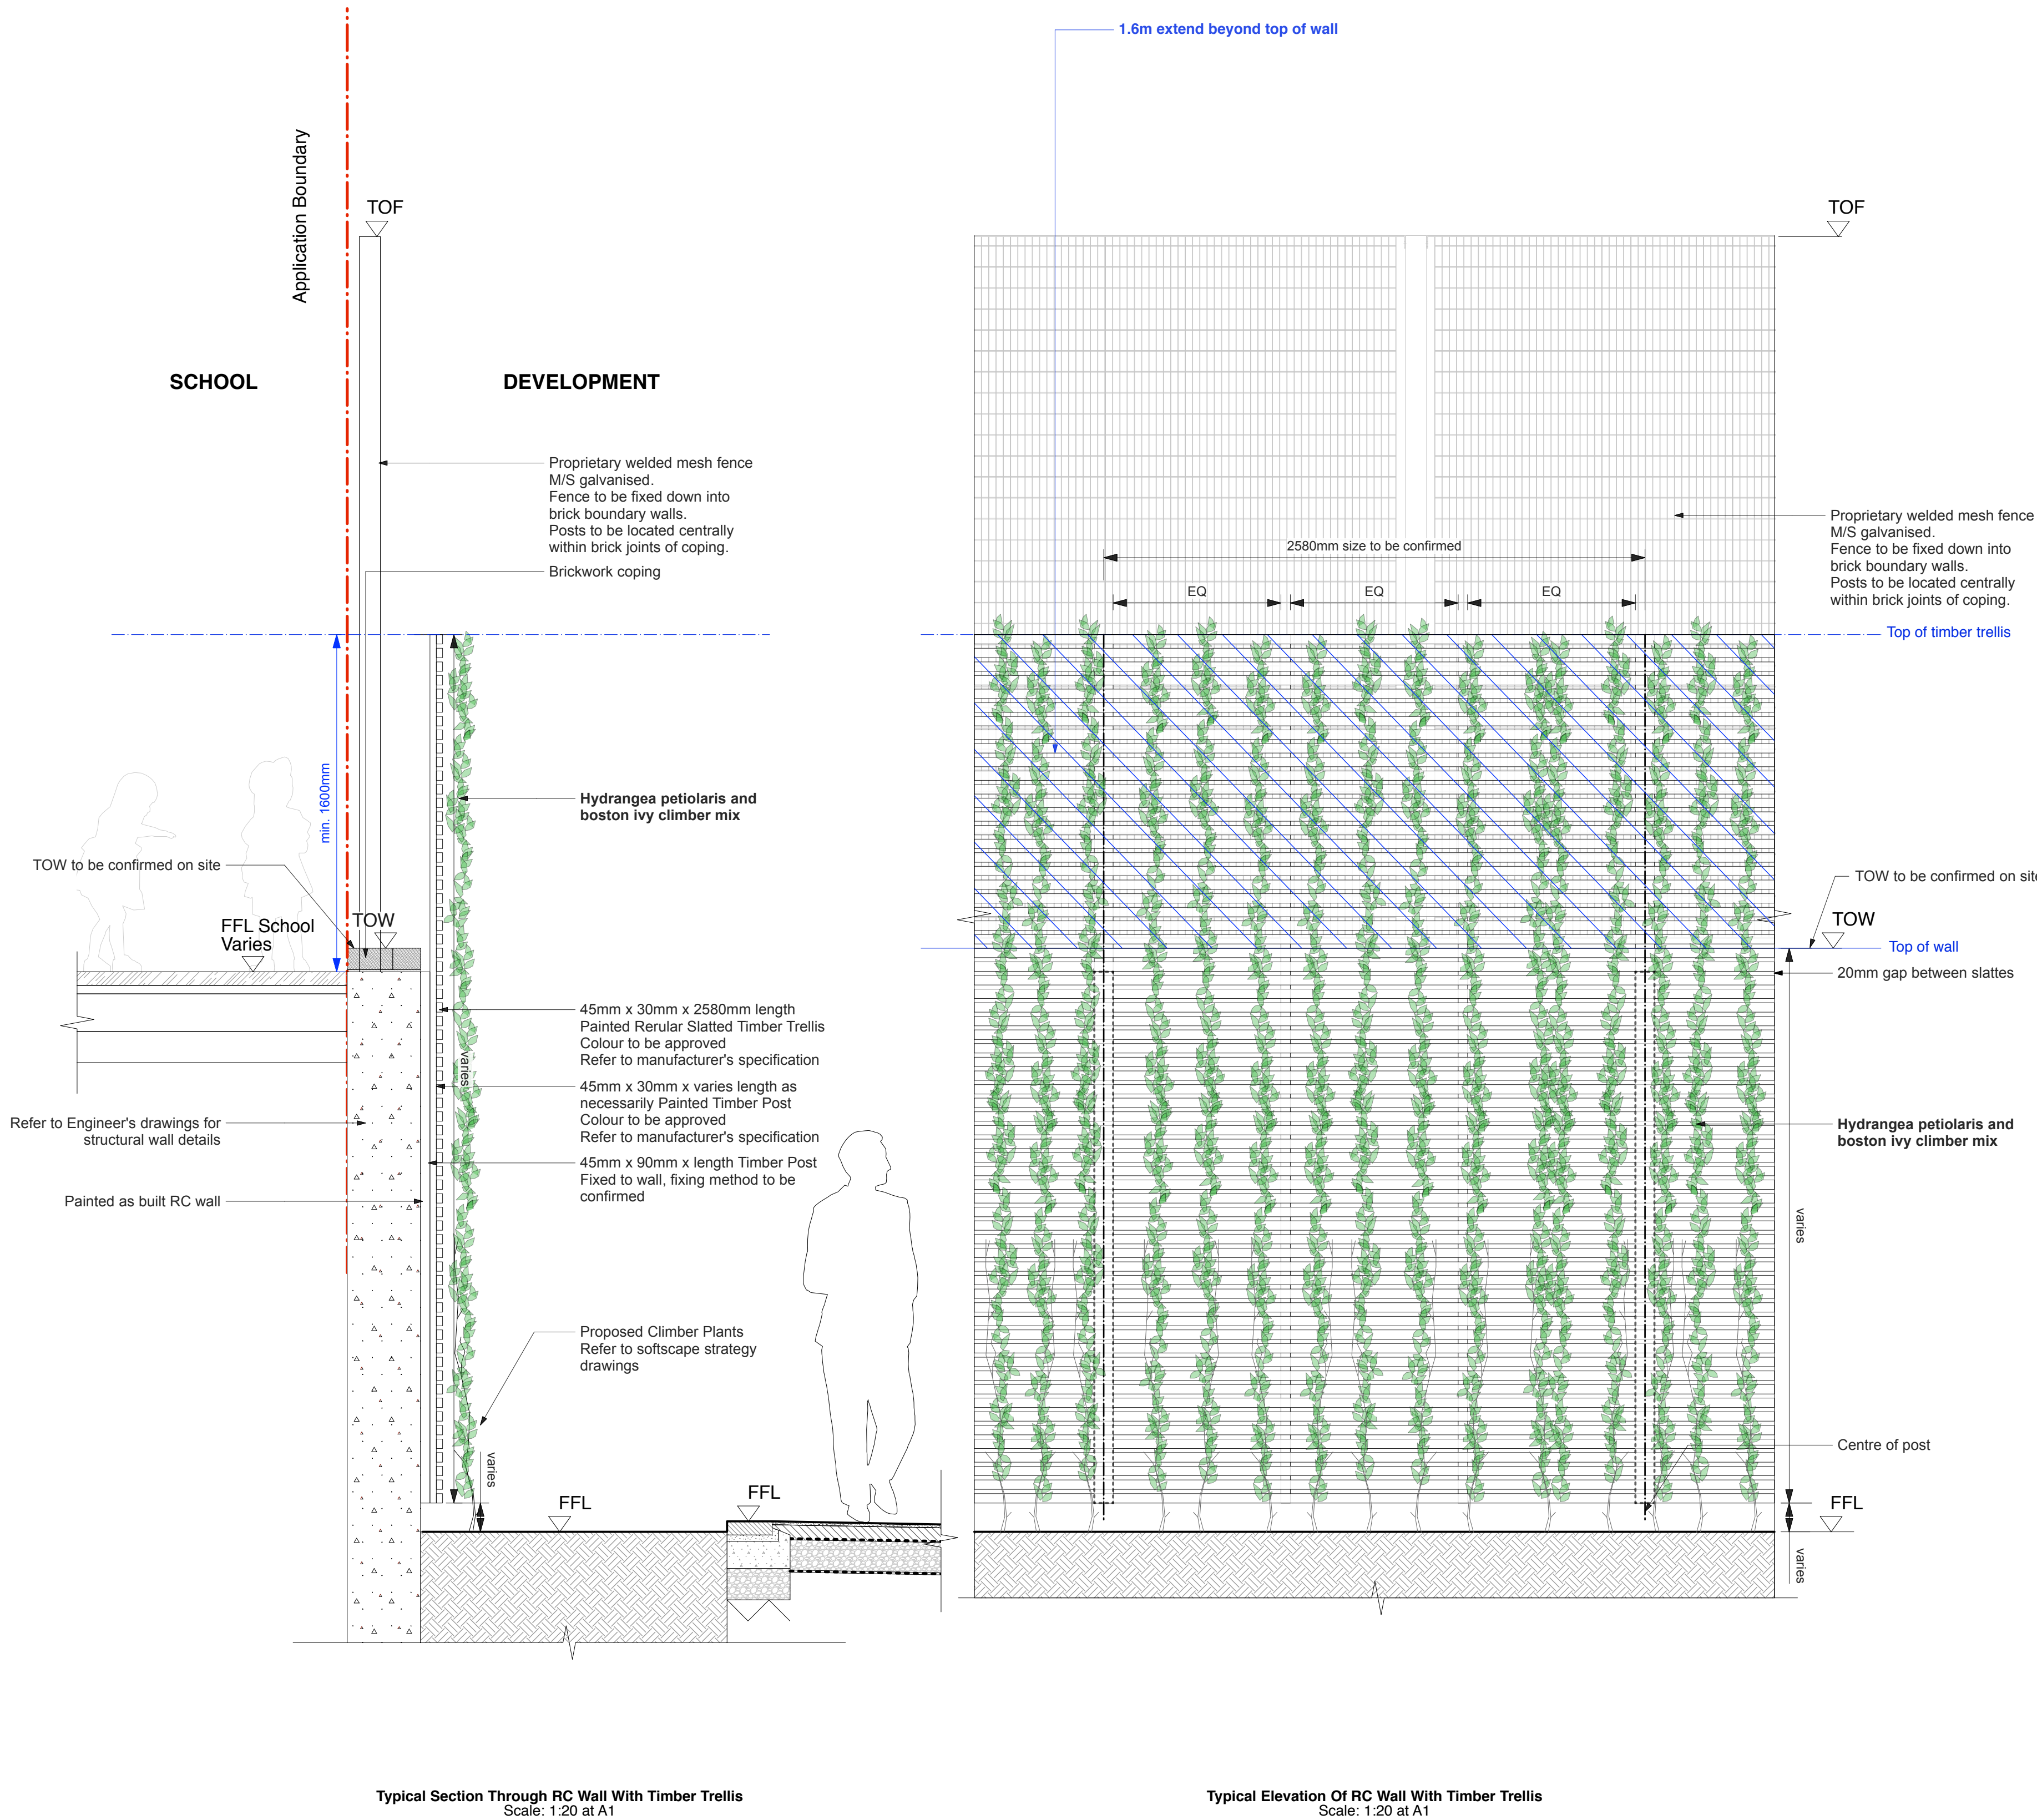 1.6m extend beyond top of wall
Application Boundary
TOF
TOF
SCHOOL
DEVELOPMENT
Proprietary welded mesh fence
M/S galvanised.
Fence to be fixed down into
brick boundary walls.
Posts to be located centrally
within brick joints of coping.
Brickwork coping
Proprietary welded mesh fence
M/S galvanised.
Fence to be fixed down into
brick boundary walls.
Posts to be located centrally
within brick joints of coping.
2580mm size to be confirmed
EQ
EQ
EQ
Top of timber trellis
min. 1600mm
Hydrangea petiolaris and
boston ivy climber mix
TOW to be confirmed on site
FFL School
Varies
TOW
TOW to be confirmed on site
TOW
Top of wall
20mm gap between slattes
45mm x 30mm x 2580mm length
Painted Rerular Slatted Timber Trellis
Colour to be approved
Refer to manufacturer's specification
varies
45mm x 30mm x varies length as
necessarily Painted Timber Post
Colour to be approved
Refer to manufacturer's specification
45mm x 90mm x length Timber Post
Fixed to wall, fixing method to be
confirmed
Refer to Engineer's drawings for
structural wall details
Painted as built RC wall
Hydrangea petiolaris and
boston ivy climber mix
varies
Proposed Climber Plants
Refer to softscape strategy
drawings
varies
Centre of post
FFL
FFL
FFL
varies
Typical Section Through RC Wall With Timber Trellis
Scale: 1:20 at A1
Typical Elevation Of RC Wall With Timber Trellis
Scale: 1:20 at A1